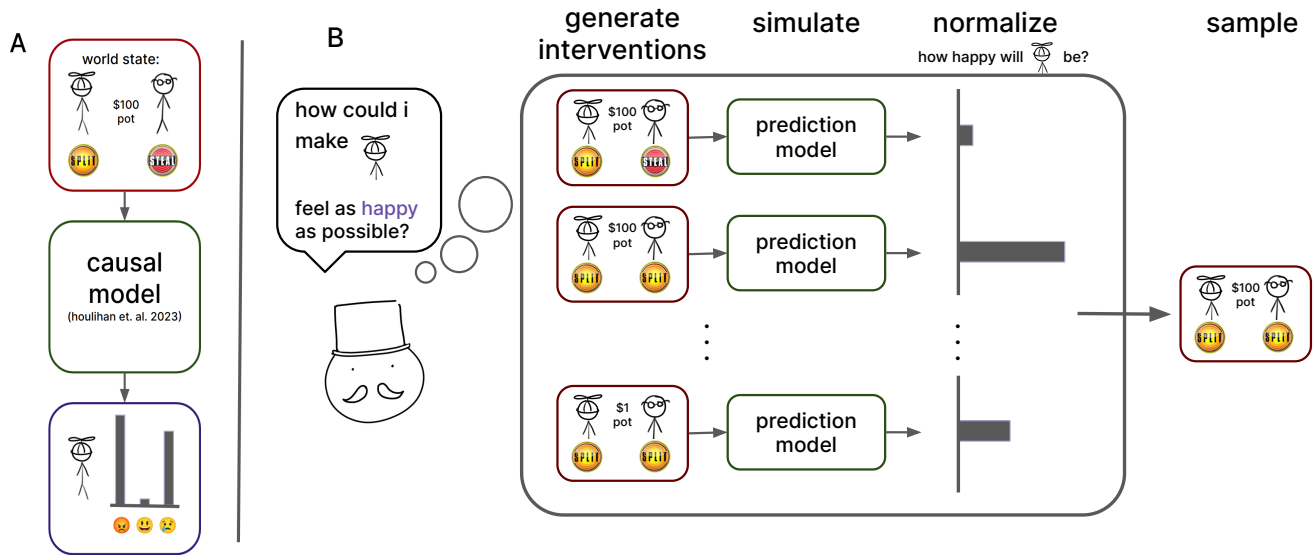 A
world state:
$100
pot
SPLIT
STEAL
causal
model
(houlihan et. al. 2023)
B
how could i
make
feel as happy
as possible?
generate
interventions
simulate
normalize
sample
how happy will be?
$100
pot
SPLIT
STEAL
prediction
model
$100
pot
SPLIT
SPLIT
prediction
model
$1
pot
SPLIT
SPLIT
prediction
model
$100
pot
SPLIT
SPLIT